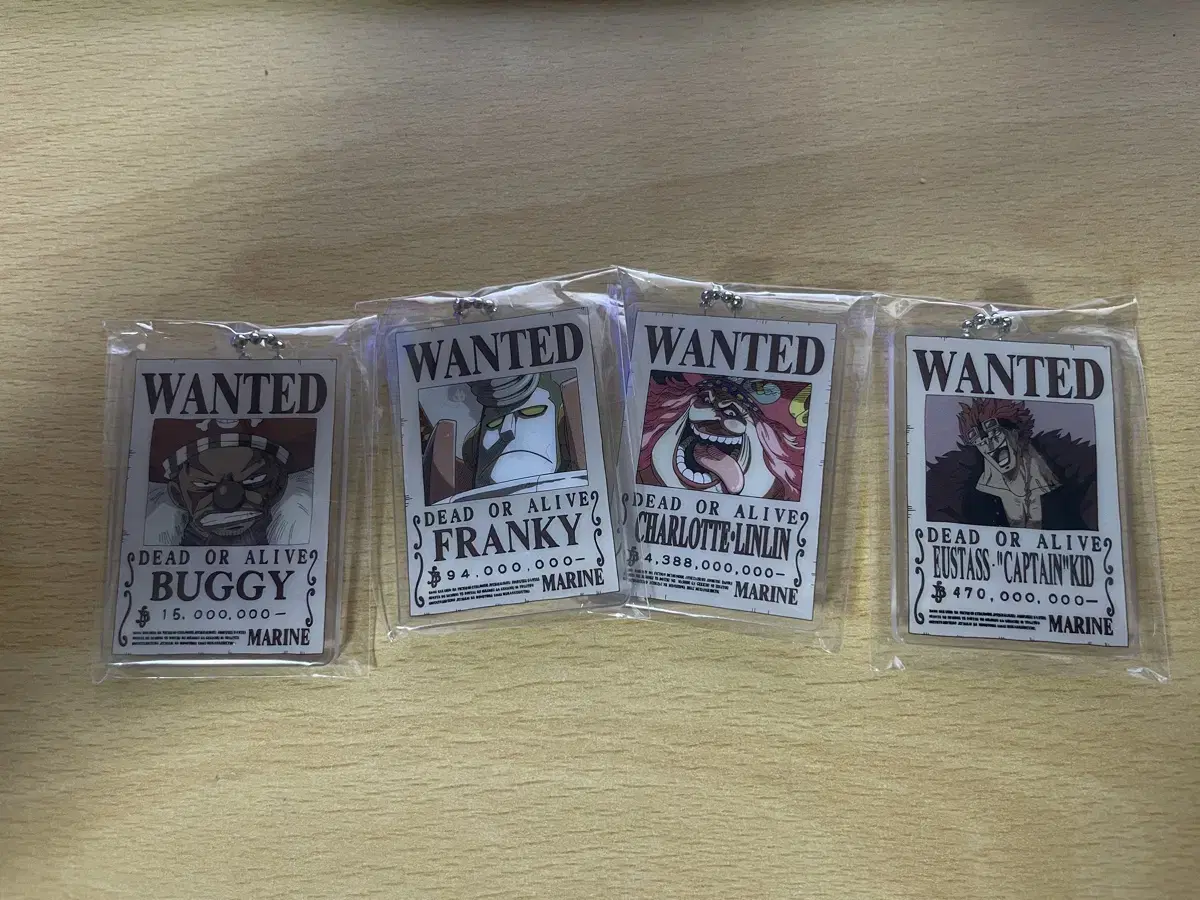 WANTED
DEAD OR ALIVE
BUGGY
15,000,000-
MARINE
WANTED
DEAD OR ALIVE
FRANKY
94,000,000-
MARINE
WANTED
DEAD OR ALIVE
CHARLOTTE•LINLIN
4,388,000,000-
MARINE
WANTED
DEAD OR ALIVE
EUSTASS•"CAPTAIN"KID
470,000,000-
MARINE